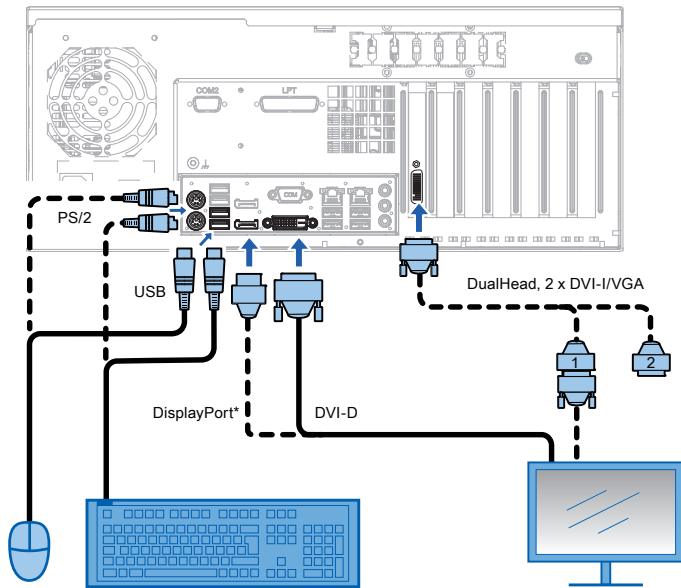 COM2
LPT
COM
PS/2
USB
DualHead, 2 x DVI-I/VGA
1
2
DisplayPort*
DVI-D